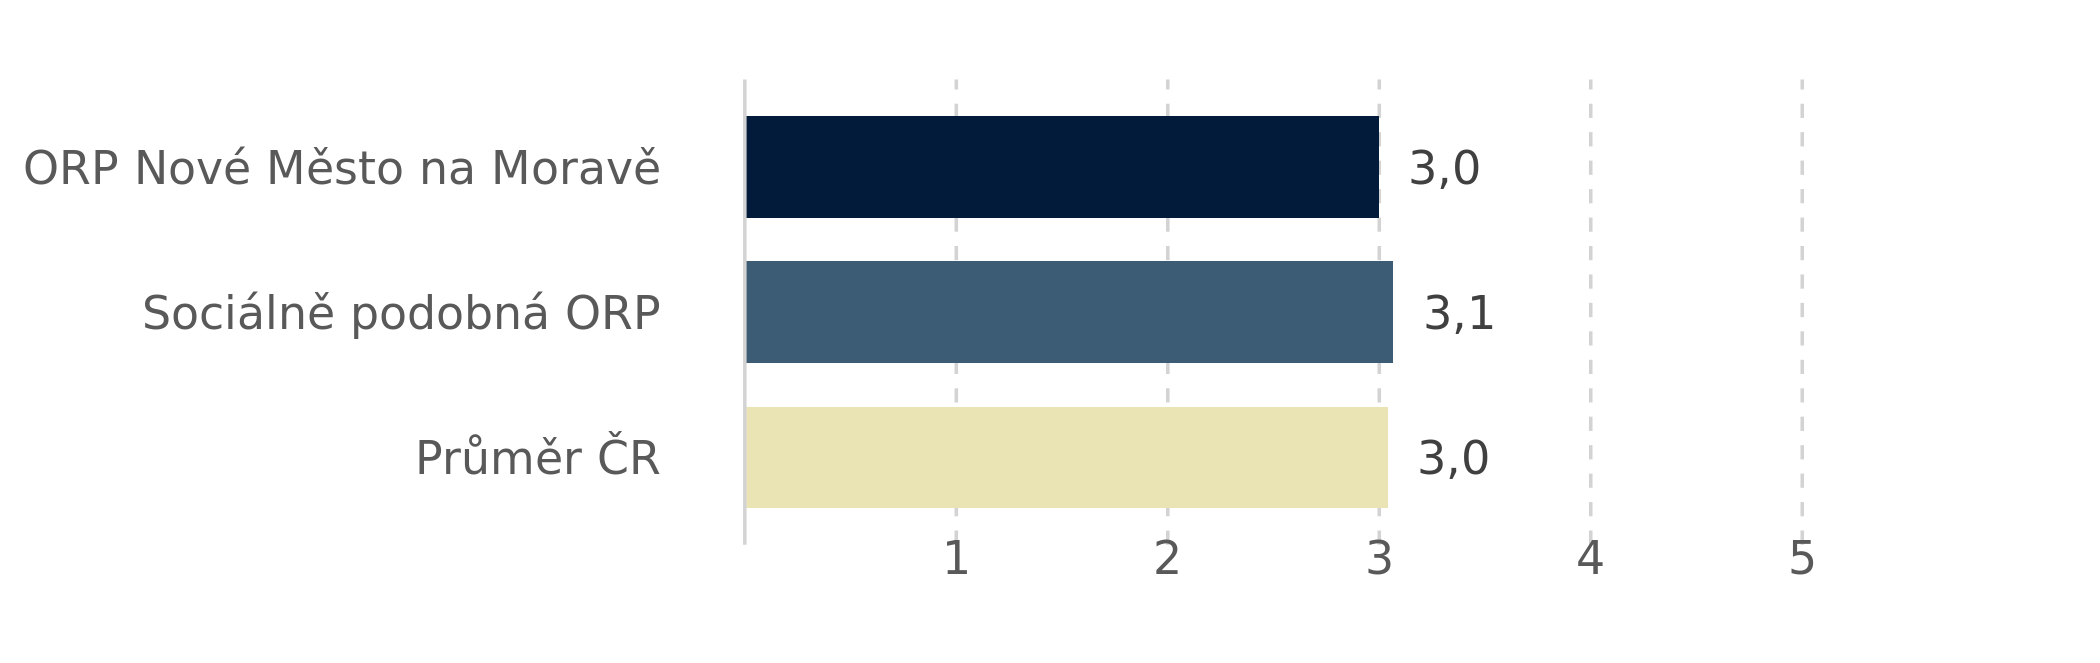 ORP Nové Město na Moravě 3,0
Sociálně podobná ORP 3,1
Průměr ČR 3,0
1 2 3 4 5